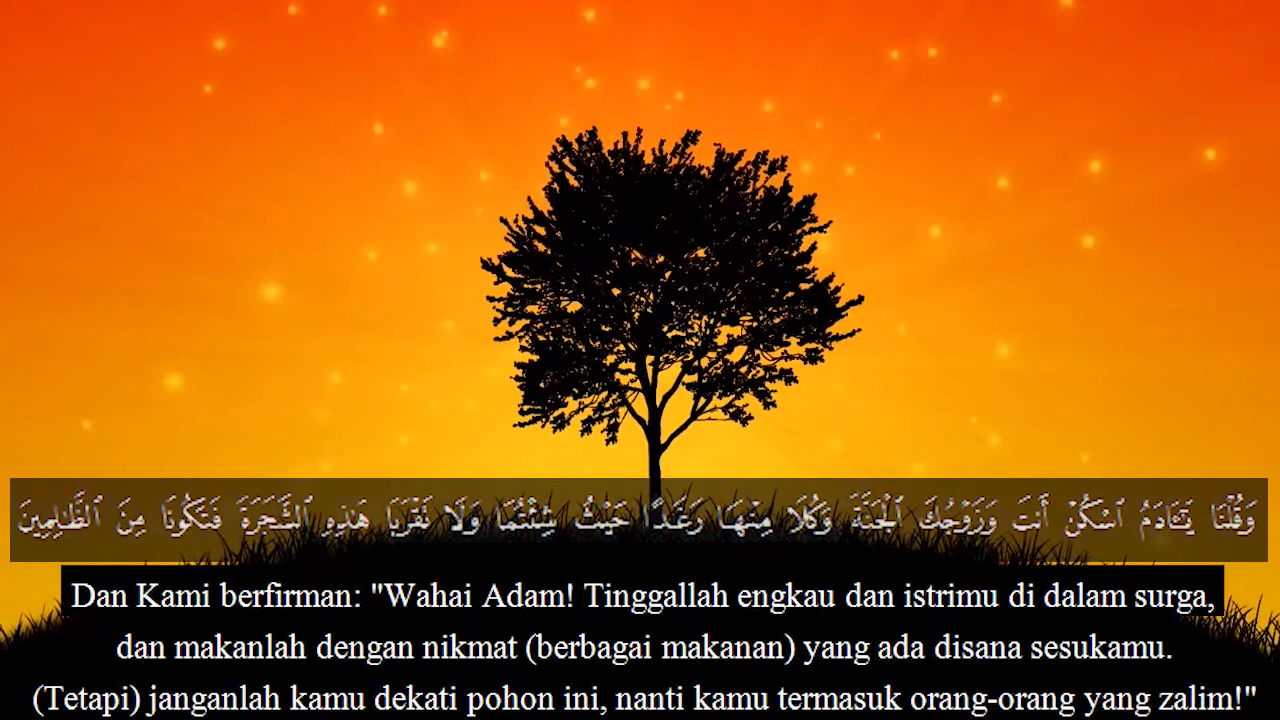 وَقُلْنَا يَـٰٓـَٔادَمُ ٱسْكُنْ أَنتَ وَزَوْجُكَ ٱلْجَنَّةَ وَكُلَا مِنْهَا رَغَدًا حَيْثُ شِئْتُمَا وَلَا تَقْرَبَا هَـٰذِهِ ٱلشَّجَرَةَ فَتَكُونَا مِنَ ٱلظَّـٰلِمِينَ
Dan Kami berfirman: "Wahai Adam! Tinggallah engkau dan istrimu di dalam surga,
dan makanlah dengan nikmat (berbagai makanan) yang ada disana sesukamu.
(Tetapi) janganlah kamu dekati pohon ini, nanti kamu termasuk orang-orang yang zalim!"